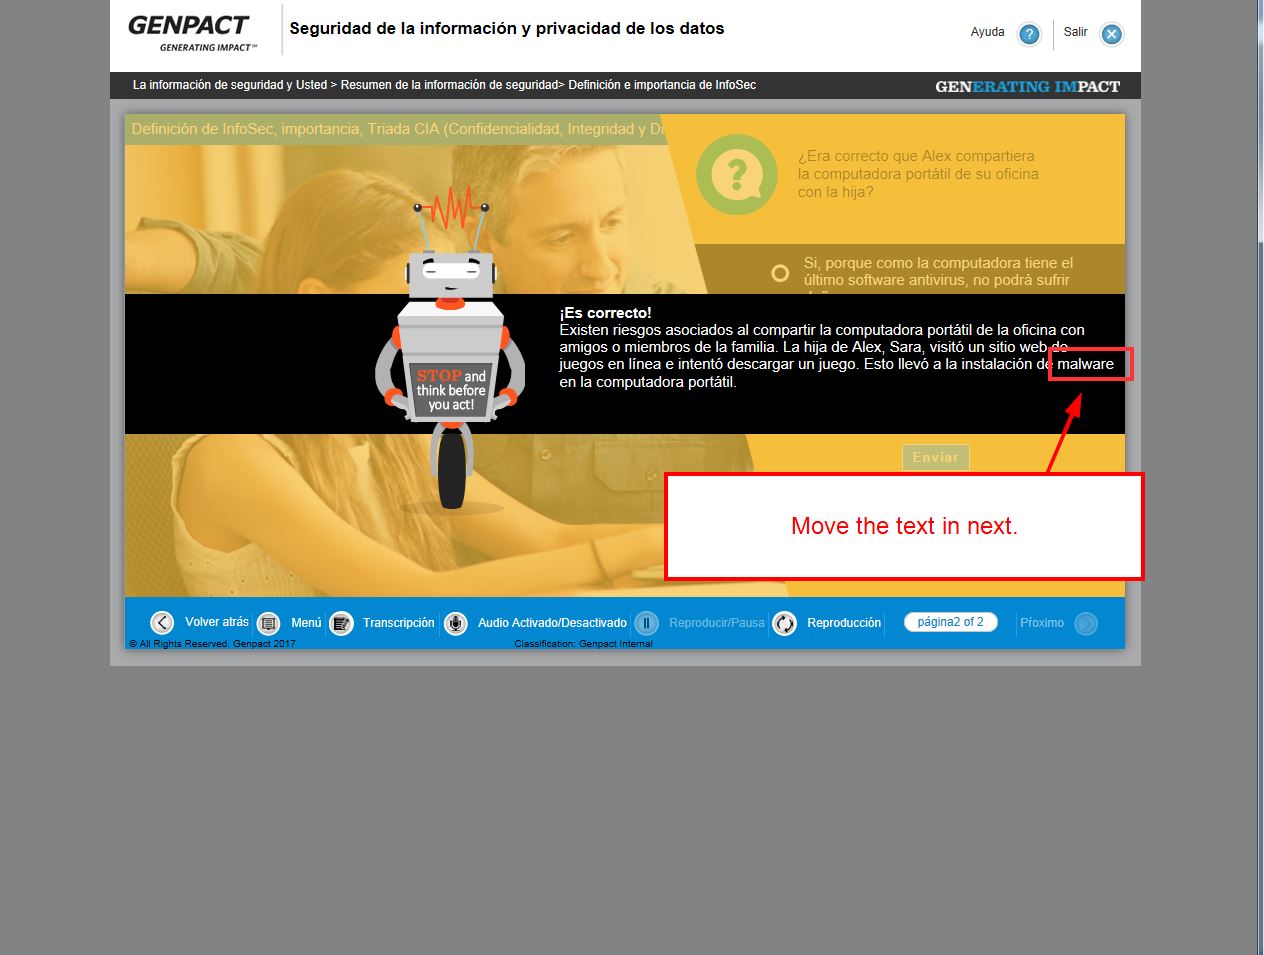 GENPACT
GENERATING IMPACT℠
Seguridad de la información y privacidad de los datos
Ayuda
?
Salir
La información de seguridad y Usted > Resumen de la información de seguridad> Definición e importancia de InfoSec
GENERATING IMPACT
Definición de InfoSec, importancia, Triada CIA (Confidencialidad, Integridad y Di
?
¿Era correcto que Alex compartiera
la computadora portátil de su oficina
con la hija?
Si, porque como la computadora tiene el
último software antivirus, no podrá sufrir
¡Es correcto!
Existen riesgos asociados al compartir la computadora portátil de la oficina con
amigos o miembros de la familia. La hija de Alex, Sara, visitó un sitio web de
juegos en línea e intentó descargar un juego. Esto llevó a la instalación de malware
en la computadora portátil.
STOP and
think before
you act!
Enviar
Move the text in next.
Volver atrás
Menú
Transcripción
Audio Activado/Desactivado
Reproducir/Pausa
Reproducción
página2 of 2
Próximo
© All Rights Reserved. Genpact 2017
Classification: Genpact Internal